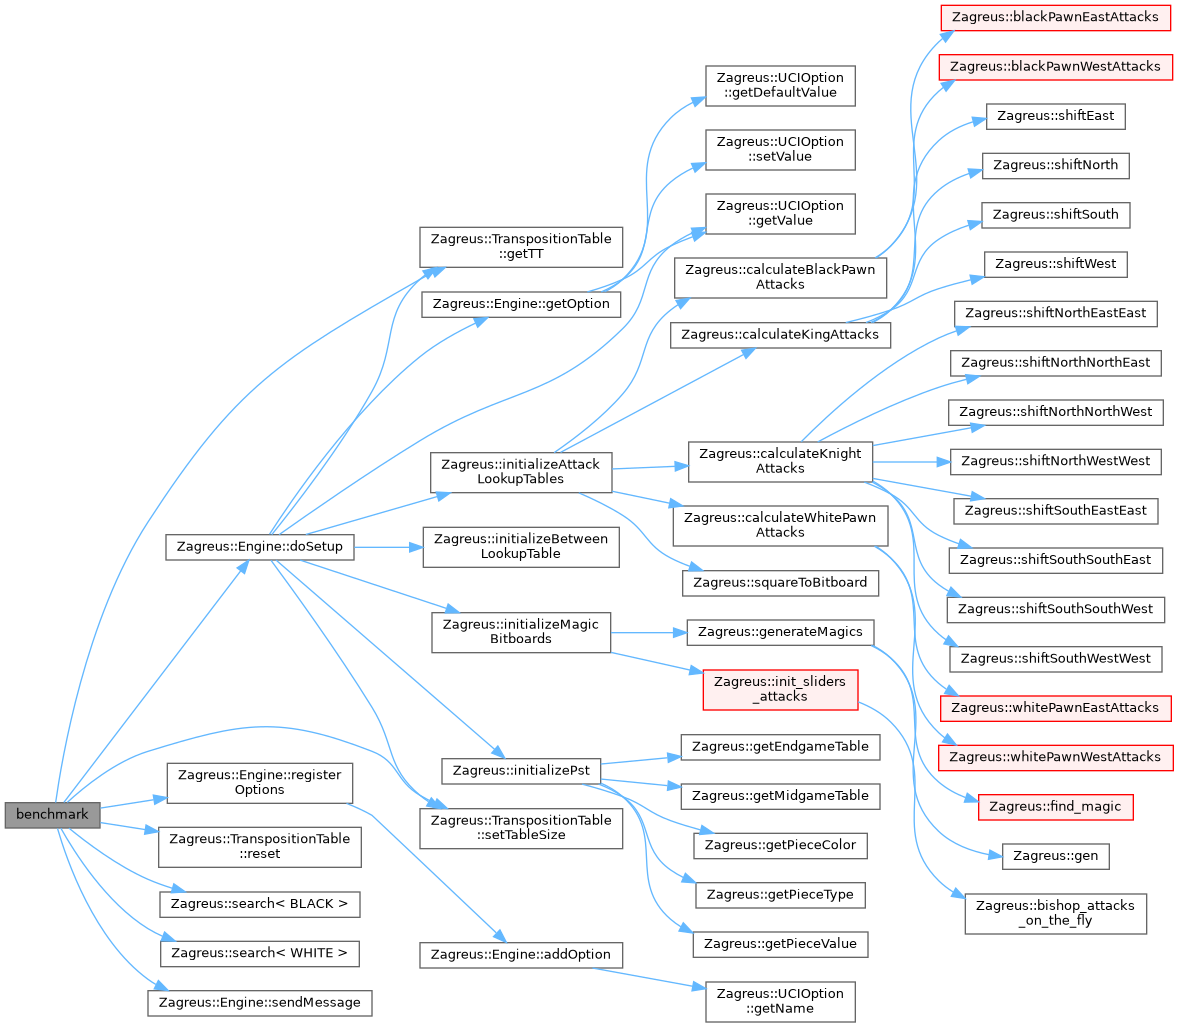 benchmark
Zagreus::TranspositionTable
::getTT
Zagreus::Engine::doSetup
Zagreus::Engine::getOption
Zagreus::UCIOption
::getDefaultValue
Zagreus::UCIOption
::setValue
Zagreus::UCIOption
::getValue
Zagreus::initializeAttack
LookupTables
Zagreus::calculateBlackPawn
Attacks
Zagreus::blackPawnEastAttacks
Zagreus::blackPawnWestAttacks
Zagreus::calculateKingAttacks
Zagreus::shiftEast
Zagreus::shiftNorth
Zagreus::shiftSouth
Zagreus::shiftWest
Zagreus::calculateKnight
Attacks
Zagreus::shiftNorthEastEast
Zagreus::shiftNorthNorthEast
Zagreus::shiftNorthNorthWest
Zagreus::shiftNorthWestWest
Zagreus::shiftSouthEastEast
Zagreus::shiftSouthSouthEast
Zagreus::shiftSouthSouthWest
Zagreus::shiftSouthWestWest
Zagreus::calculateWhitePawn
Attacks
Zagreus::whitePawnEastAttacks
Zagreus::whitePawnWestAttacks
Zagreus::squareToBitboard
Zagreus::initializeBetween
LookupTable
Zagreus::initializeMagic
Bitboards
Zagreus::generateMagics
Zagreus::find_magic
Zagreus::gen
Zagreus::init_sliders
_attacks
Zagreus::bishop_attacks
_on_the_fly
Zagreus::initializePst
Zagreus::getEndgameTable
Zagreus::getMidgameTable
Zagreus::getPieceColor
Zagreus::getPieceType
Zagreus::getPieceValue
Zagreus::TranspositionTable
::setTableSize
Zagreus::Engine::register
Options
Zagreus::Engine::addOption
Zagreus::UCIOption
::getName
Zagreus::TranspositionTable
::reset
Zagreus::search< BLACK >
Zagreus::search< WHITE >
Zagreus::Engine::sendMessage